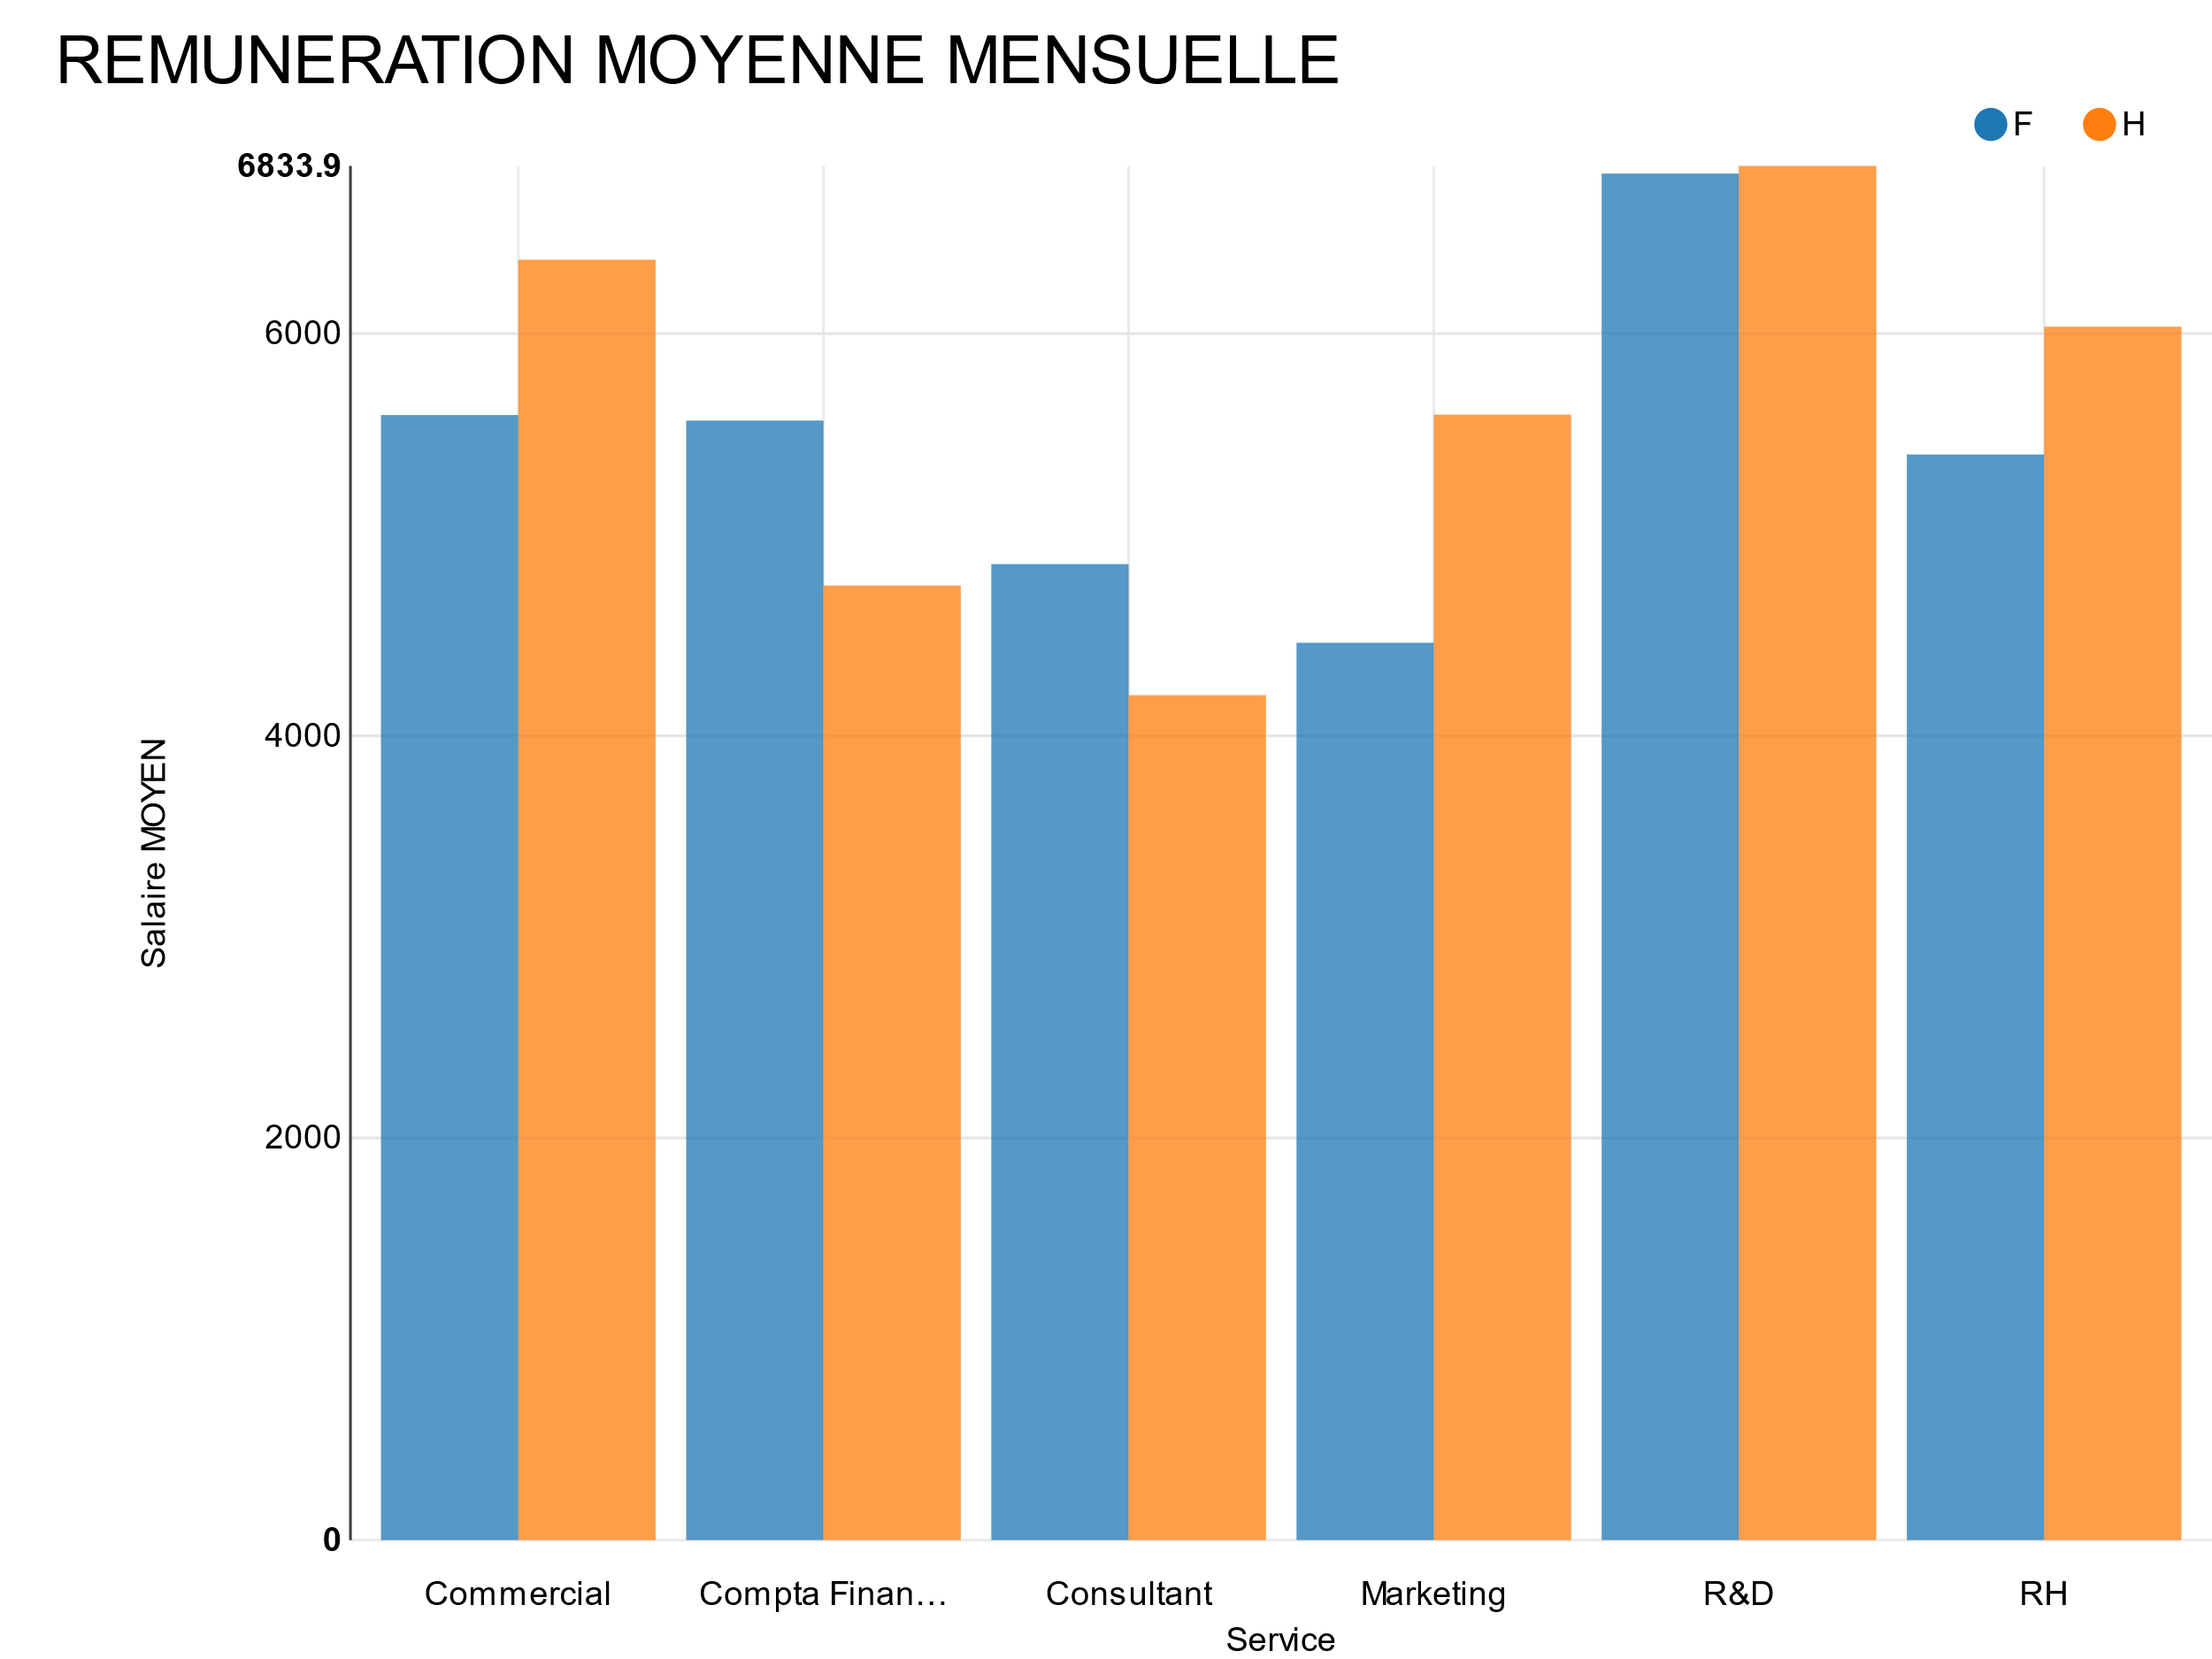 REMUNERATION MOYENNE MENSUELLE
F H
6833.9
6000
4000
2000
0
Salaire MOYEN
Commercial Compta Finan... Consultant Marketing R&D RH
Service